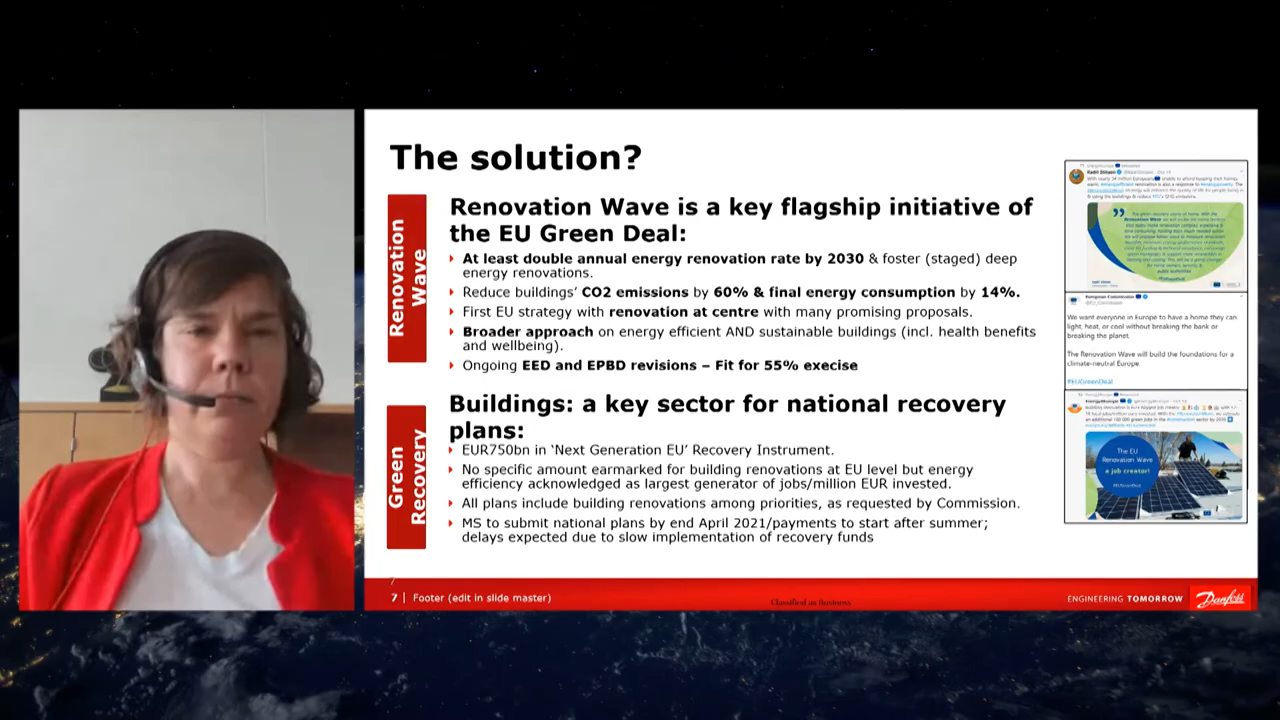 The solution?
Renovation
Wave
Renovation Wave is a key flagship initiative of
the EU Green Deal:
At least double annual energy renovation rate by 2030 & foster (staged) deep
energy renovations.
buildings’ CO2 emissions by 60% & final energy consumption by 14%.
First EU strategy with renovation at centre with many promising proposals.
Broader approach on energy efficient AND sustainable buildings (incl. health benefits
and wellbeing).
Ongoing EED and EPBD revisions – Fit for 55% execise
Green
Recovery
Buildings: a key sector for national recovery
plans:
EUR750bn in ‘Next Generation EU’ Recovery Instrument.
No specific amount earmarked for building renovations at EU level but energy
efficiency acknowledged as largest generator of jobs/million EUR invested.
All plans include building renovations among priorities, as requested by Commission.
MS to submit national plans by end April 2021/payments to start after summer;
delays expected due to slow implementation of recovery funds
European Commission
We want everyone in Europe to have a home they can
light, heat, or cool without breaking the bank or
breaking the planet.
The Renovation Wave will build the foundations for a
climate-neutral Europe.
#EUGreenDeal
The EU
Renovation Wave
a job creator!
7
7 | Footer (edit in slide master)
Classified as Business
ENGINEERING TOMORROW
Danfoss